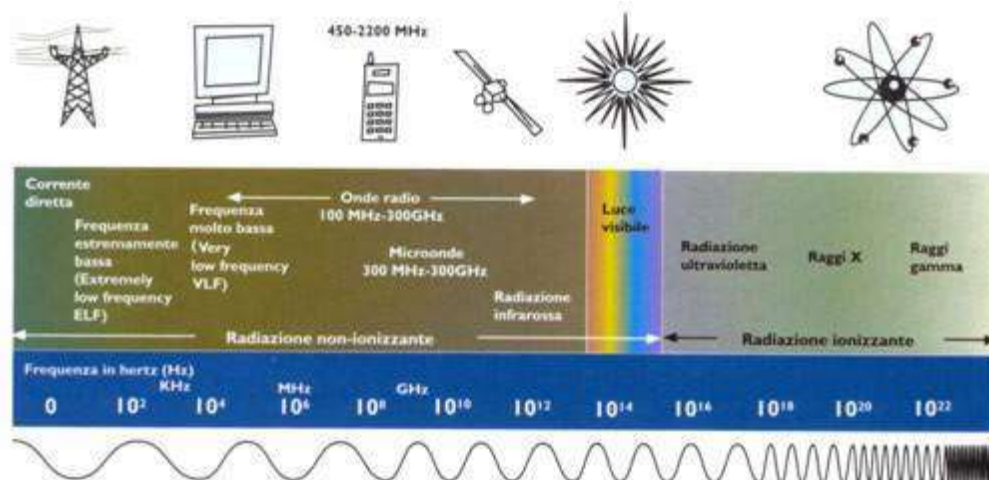 450-2200 MHz
Corrente
diretta
Frequenza
estremamente
bassa
(Extremely
low frequency
ELF)
Frequenza
molto bassa
(Very
low frequency
VLF)
Onde radio
100 MHz-300GHz
Microonde
300 MHz-300GHz
Radiazione
infrarossa
Luce
visibile
Radiazione
ultravioletta
Raggi X
Raggi
gamma
Radiazione non-ionizzante
Radiazione ionizzante
Frequenza in hertz (Hz)
KHz MHz GHz
0 10² 10⁴ 10⁶ 10⁸ 10¹⁰ 10¹² 10¹⁴ 10¹⁶ 10¹⁸ 10²⁰ 10²²